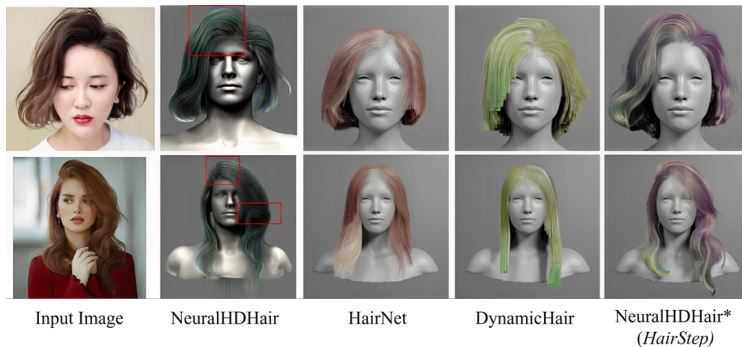 Input Image
NeuralHDHair
HairNet
DynamicHair
NeuralHDHair*
(HairStep)